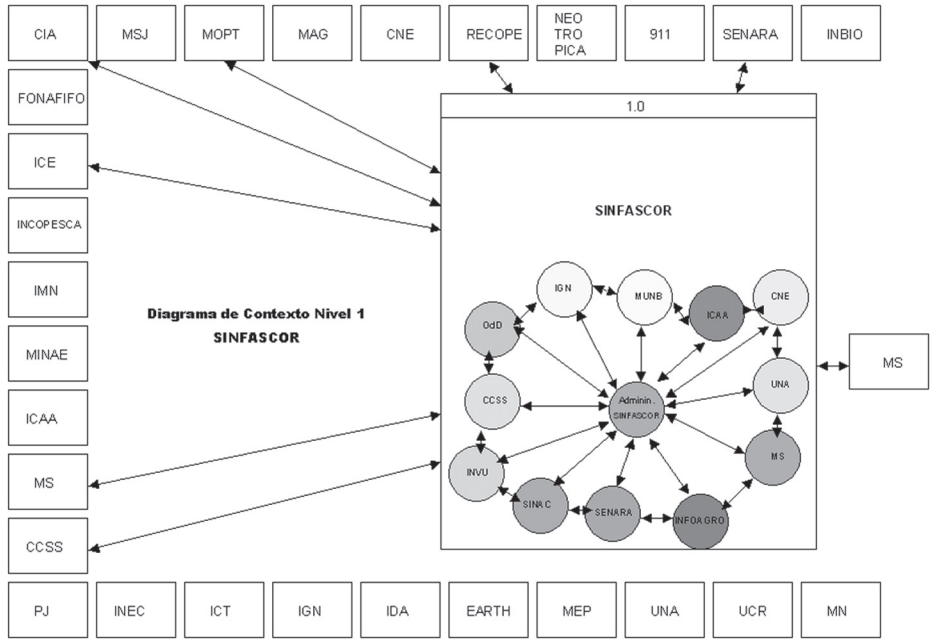 CIA
MSJ
MOPT
MAG
CNE
RECOPE
NEO
TRO
PICA
911
SENARA
INBIO
FONAFIFO
ICE
INCOPESCA
IMN
MINAE
ICAA
MS
CCSS
Diagrama de Contexto Nivel 1
SINFASCOR
1.0
SINFASCOR
IGN
MUNB
ICAA
CNE
OdD
UNA
CCSS
Adminin.
SINFASCOR
INVU
MS
SINAC
SENARA
INFOAGRO
MS
PJ
INEC
ICT
IGN
IDA
EARTH
MEP
UNA
UCR
MN